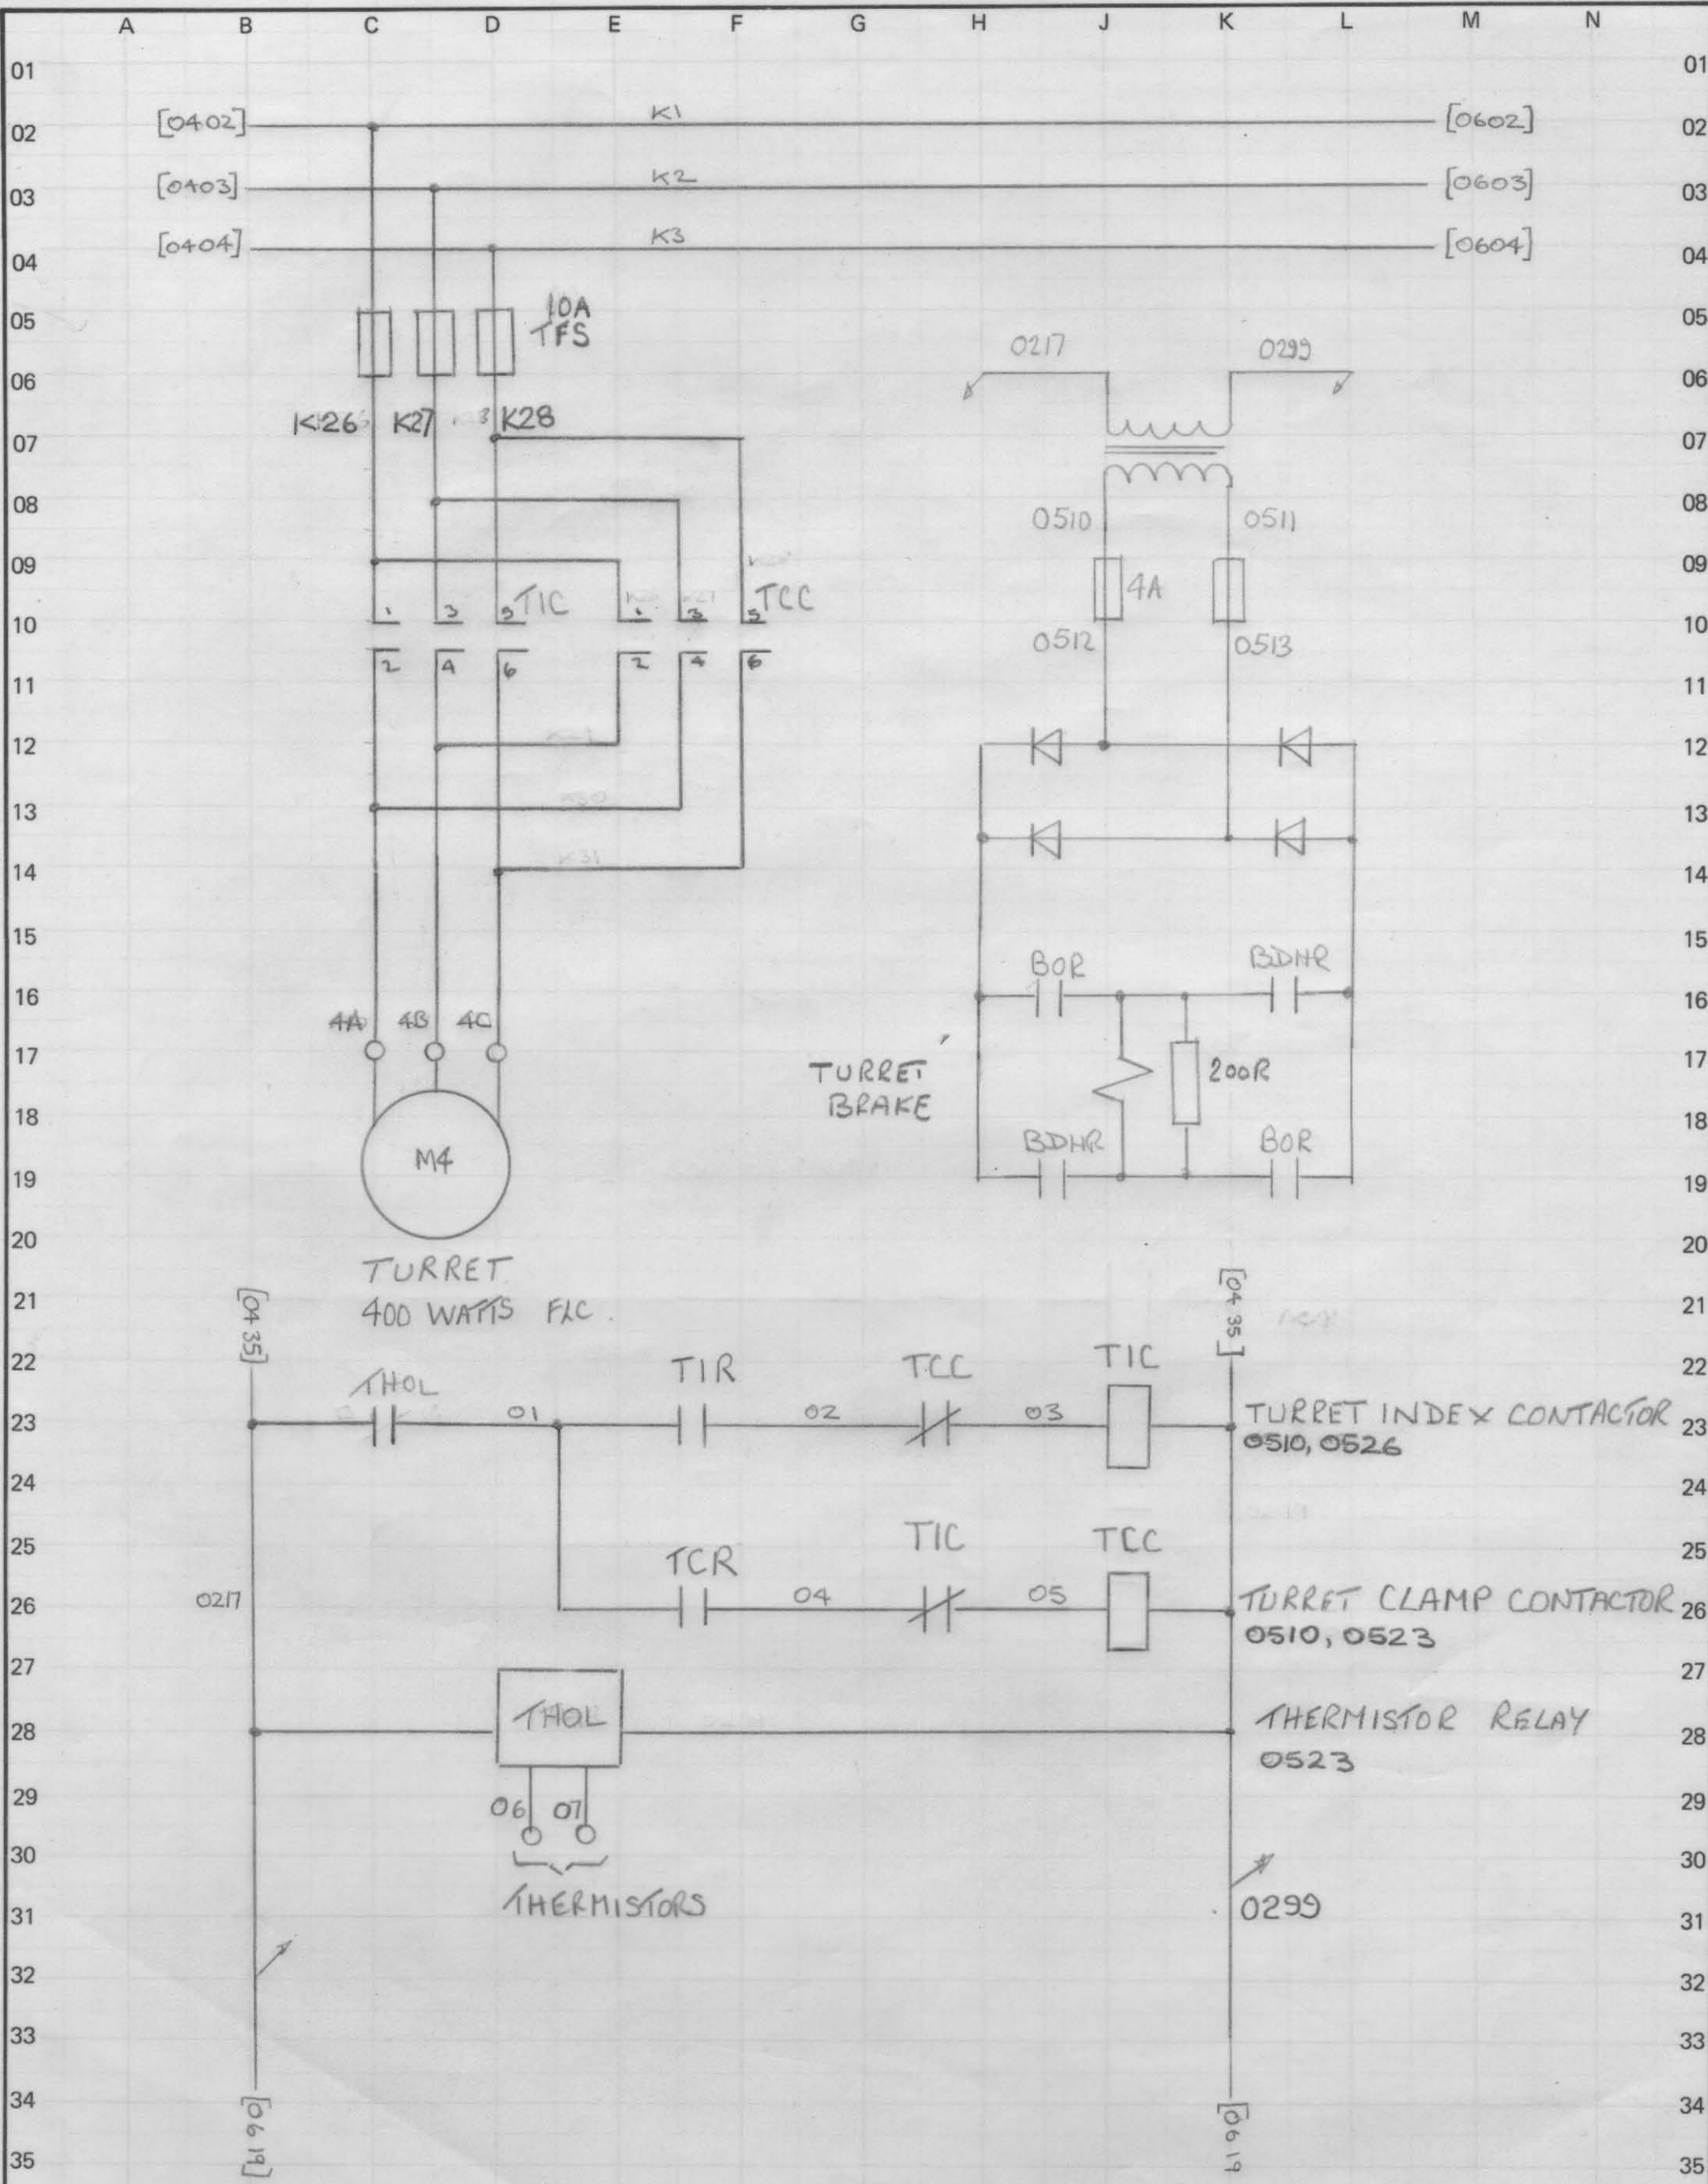 A B C D E F G H J K L M N
01 01
02 [0402] K1 [0602] 02
03 [0403] K2 [0603] 03
04 [0404] K3 [0604] 04
05 10A 05
TFS
0217 0299
06 06
K26 K27 K28
07 07
08 08
0510 0511
09 09
4A
1 3 5 TIC 1 3 5 TCC
10 10
0512 0513
2 4 6 2 4 6
11 11
12 12
13 13
K31
14 14
15 15
BOR BDHR
16 16
4A 4B 4C
17 17
TURRET 200R
BRAKE
18 18
M4 BDHR BOR
19 19
20 20
TURRET
[04 35] [04 35]
21 400 WATTS FLC. 21
22 TIR TCC TIC 22
THOL
01 02 03 TURRET INDEX CONTACTOR
23 23
0510, 0526
24 24
TIC TCC
25 25
TCR
0217 04 05 TURRET CLAMP CONTACTOR
26 26
0510, 0523
27 27
THOL THERMISTOR RELAY
28 28
0523
29 06 07 29
30 30
THERMISTORS 0299
31 31
32 32
33 33
34 34
[06 19] [06 19
35 35